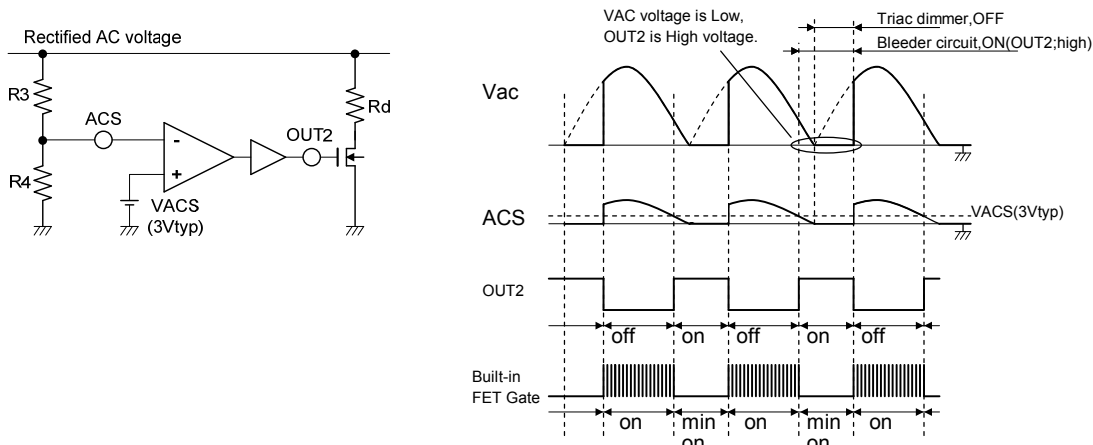 Rectified AC voltage
R3
ACS
R4
-
+
VACS
(3Vtyp)
OUT2
Rd
VAC voltage is Low,
OUT2 is High voltage.
Triac dimmer,OFF
Bleeder circuit,ON(OUT2;high)
Vac
ACS
VACS(3Vtyp)
OUT2
off
on
off
on
off
Built-in
FET Gate
on
min
on
on
min
on
on